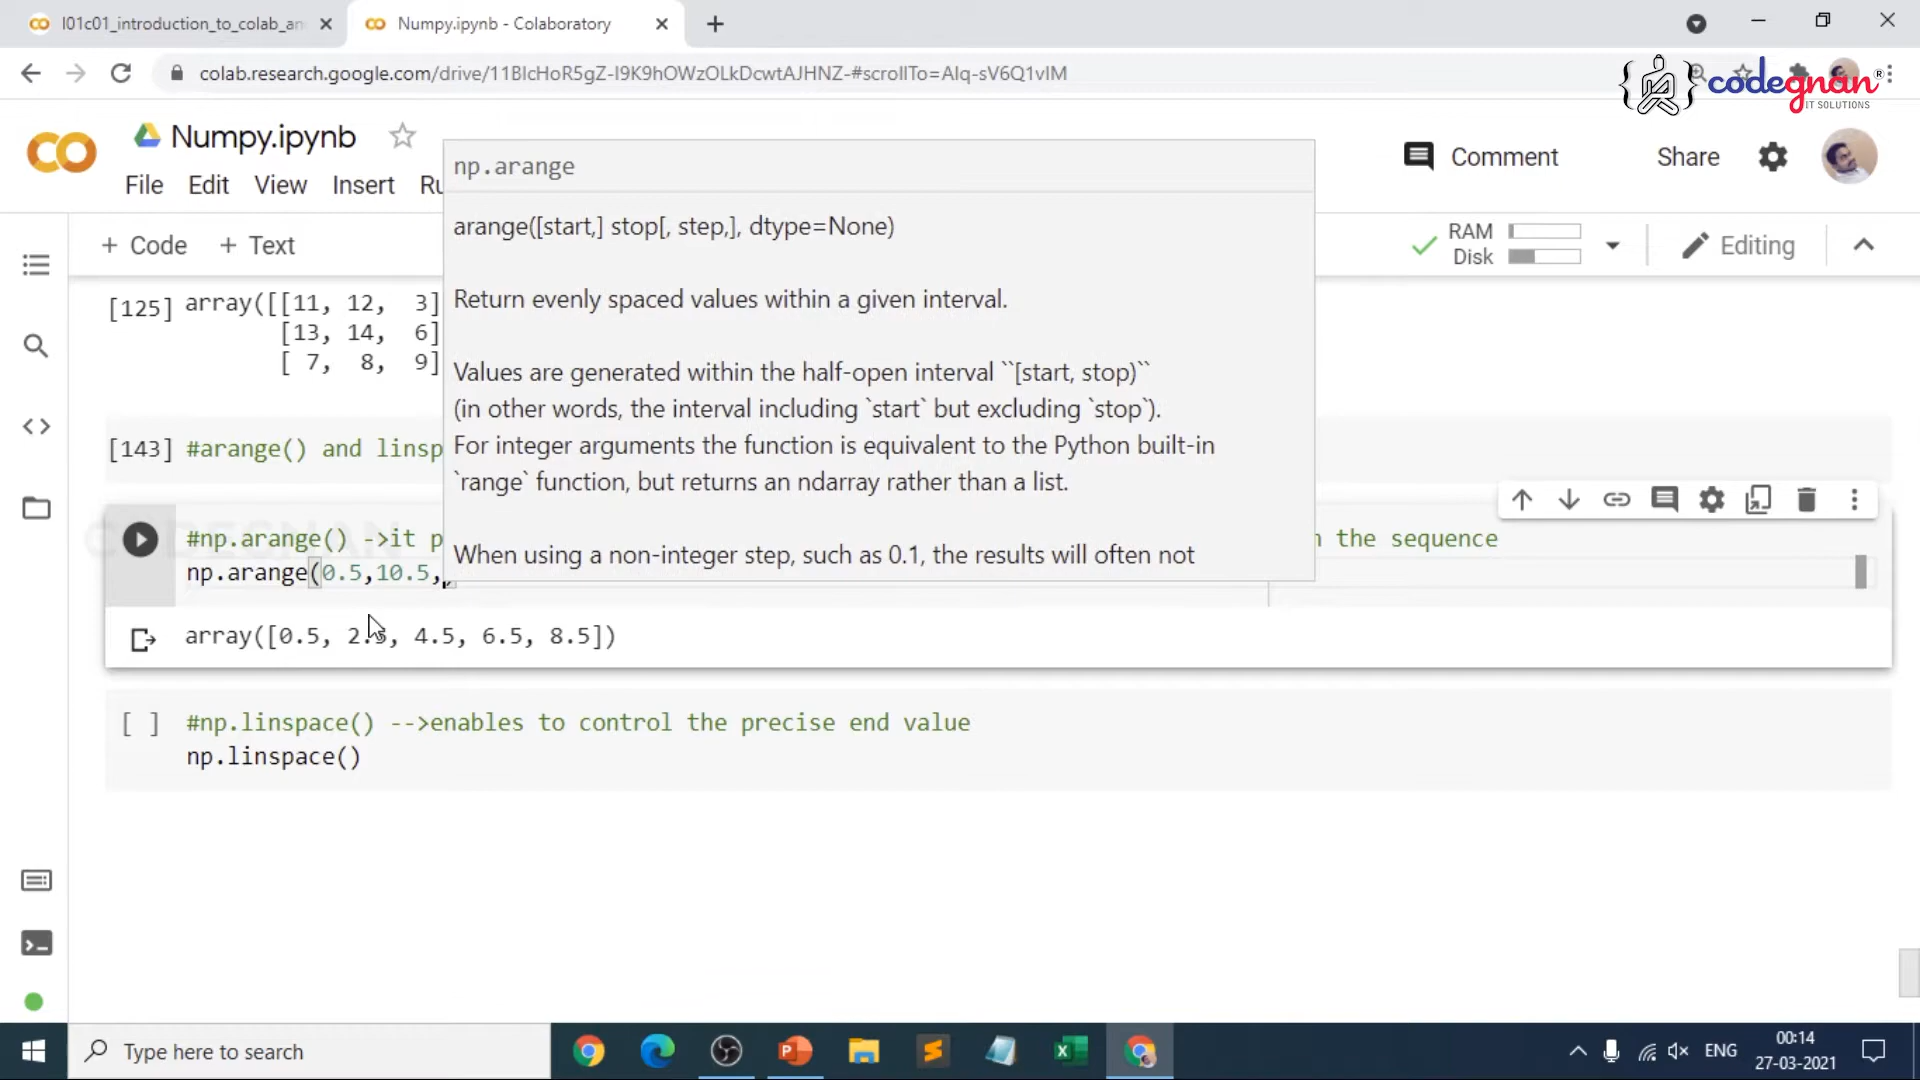 l01c01_introduction_to_colab_an
Numpy.ipynb - Colaboratory
colab.research.google.com/drive/11BlcHoR5gZ-I9K9hOWzOLkDcwtAJHNZ-#scrollTo=AIq-sV6Q1vIM
codegnan®
IT SOLUTIONS
Numpy.ipynb
Comment
Share
File Edit View Insert Ru
+ Code + Text
RAM
Disk
Editing
np.arange
arange([start,] stop[, step,], dtype=None)
Return evenly spaced values within a given interval.
Values are generated within the half-open interval ``[start, stop)``
(in other words, the interval including `start` but excluding `stop`).
For integer arguments the function is equivalent to the Python built-in
`range` function, but returns an ndarray rather than a list.
When using a non-integer step, such as 0.1, the results will often not
[125] array([[11, 12, 3]
[13, 14, 6]
[ 7, 8, 9]
[143] #arange() and linsp
CODEGNAN
#np.arange() ->it p
n the sequence
np.arange(0.5,10.5,
array([0.5, 2.5, 4.5, 6.5, 8.5])
[ ] #np.linspace() -->enables to control the precise end value
np.linspace()
Type here to search
ENG
00:14
27-03-2021